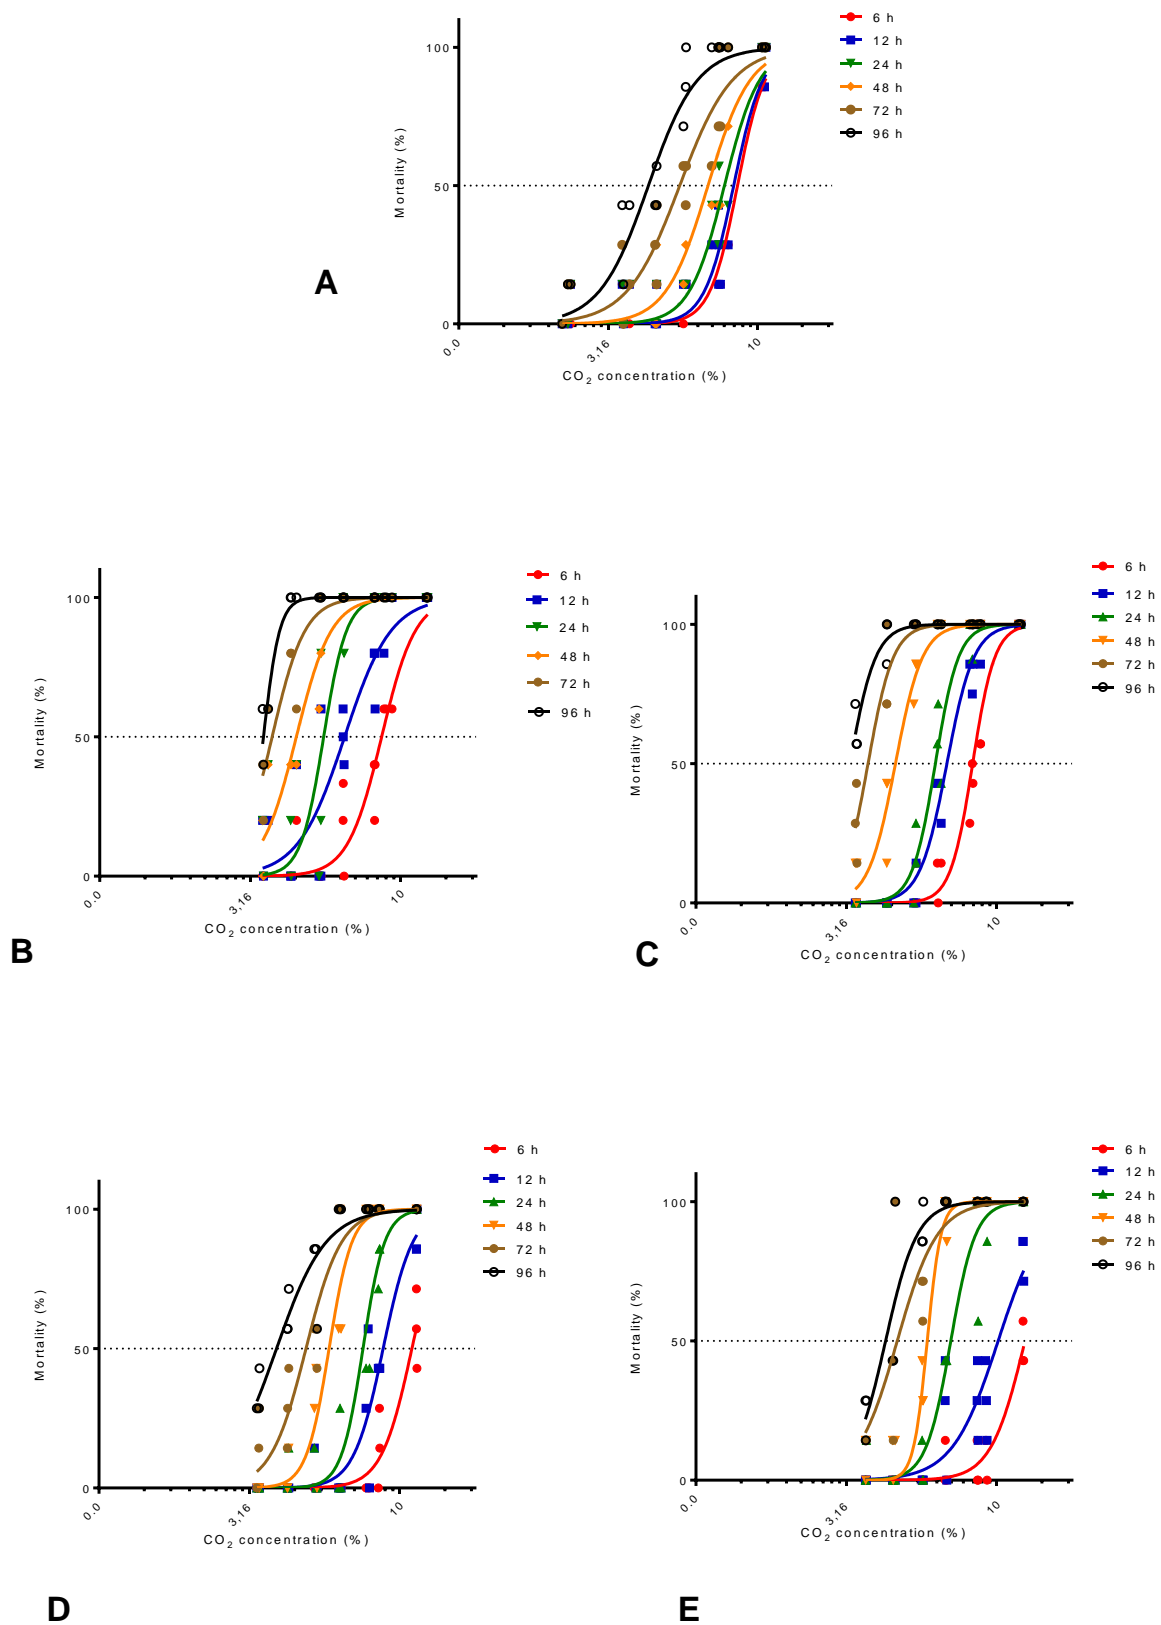 6 h
12 h
24 h
48 h
72 h
96 h
100
50
0
Mortality (%)
0.0
3,16
10
CO2 concentration (%)
A
6 h
12 h
24 h
48 h
72 h
96 h
100
50
0
Mortality (%)
0.0
3,16
10
CO2 concentration (%)
B
6 h
12 h
24 h
48 h
72 h
96 h
100
50
0
Mortality (%)
0.0
3,16
10
CO2 concentration (%)
C
6 h
12 h
24 h
48 h
72 h
96 h
100
50
0
Mortality (%)
0.0
3,16
10
CO2 concentration (%)
D
6 h
12 h
24 h
48 h
72 h
96 h
100
50
0
Mortality (%)
0.0
3,16
10
CO2 concentration (%)
E